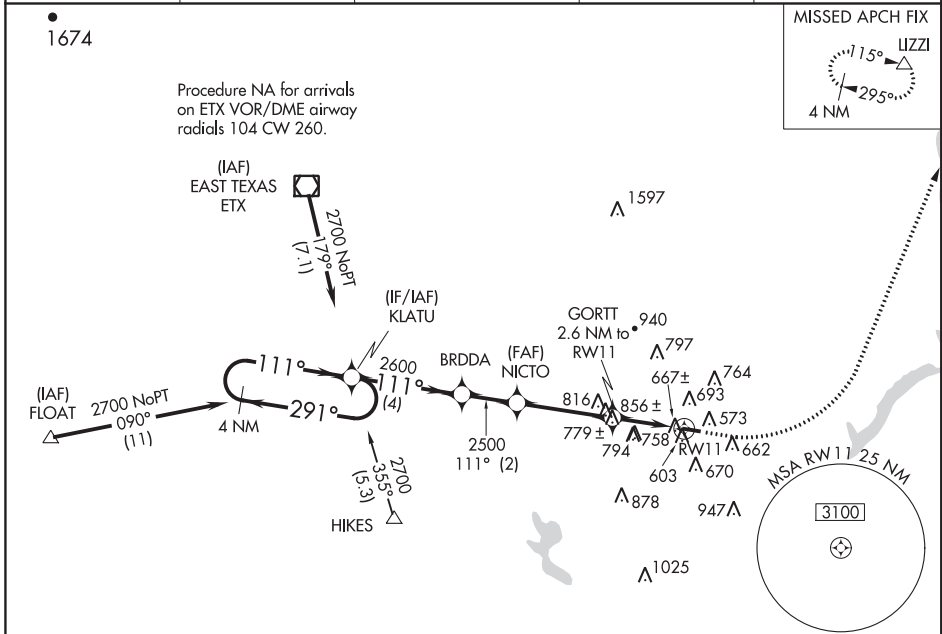 1674
MISSED APCH FIX
LIZZI
115°
295°
4 NM
Procedure NA for arrivals
on ETX VOR/DME airway
radials 104 CW 260.
(IAF)
EAST TEXAS
ETX
2700 NoPT
179°
(7.1)
1597
(IF/IAF)
KLATU
GORTT
2.6 NM to
RW11
940
BRDDA
(FAF)
NICTO
797
764
667±
693
111°
2600
111°
(4)
(IAF)
FLOAT
2700 NoPT
090°
(11)
4 NM
291°
816
856±
573
779±
2500
111° (2)
794
758
RW11
662
603
670
2700
355°
(5.3)
HIKES
878
947
MSA RW11 25 NM
3100
1025